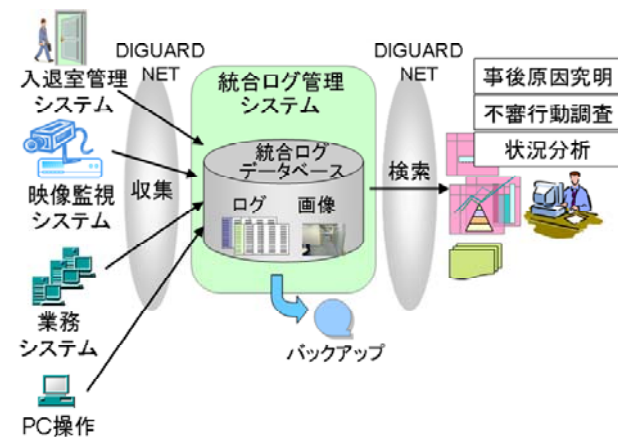 入退室管理
システム
映像監視
システム
業務
システム
PC操作
DIGUARD
NET
収集
統合ログ管理
システム
統合ログ
データベース
ログ
画像
バックアップ
DIGUARD
NET
検索
事後原因究明
不審行動調査
状況分析